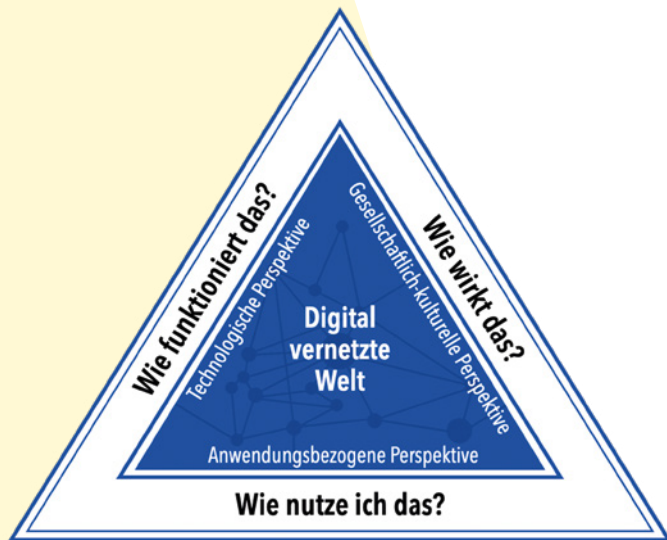 Wie funktioniert das?
Technologische Perspektive
Gesellschaftlich-kulturelle Perspektive
Wie wirkt das?
Digital
vernetzte
Welt
Anwendungsbezogene Perspektive
Wie nutze ich das?